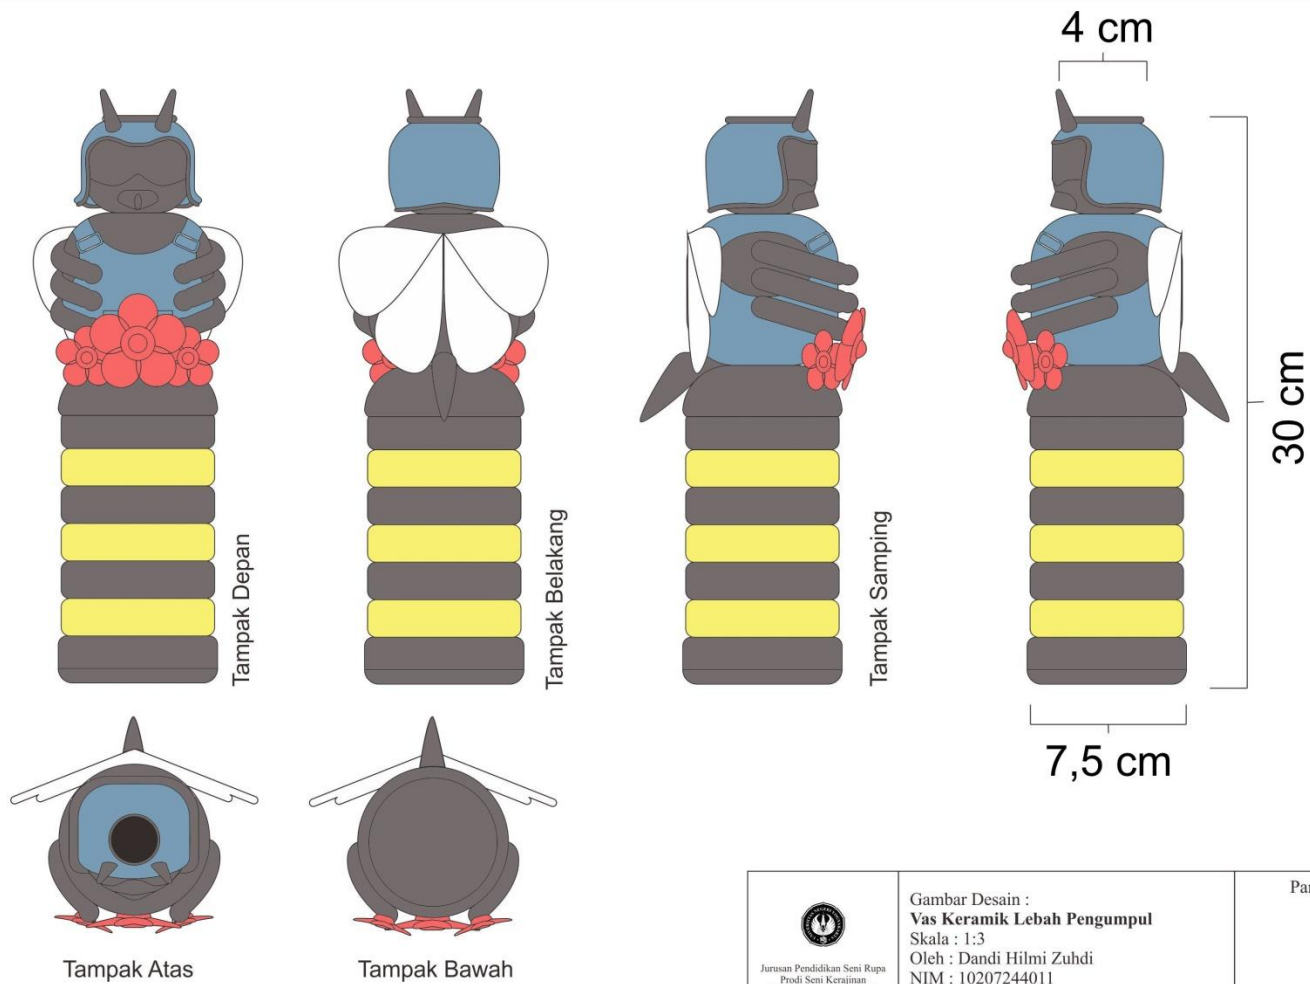 4 cm
30 cm
7,5 cm
Tampak Depan
Tampak Belakang
Tampak Samping
Tampak Atas
Tampak Bawah
Jurusan Pendidikan Seni Rupa
Prodi Seni Kerajinan
Gambar Desain :
Vas Keramik Lebah Pengumpul
Skala : 1:3
Oleh : Dandi Hilmi Zuhdi
NIM : 10207244011